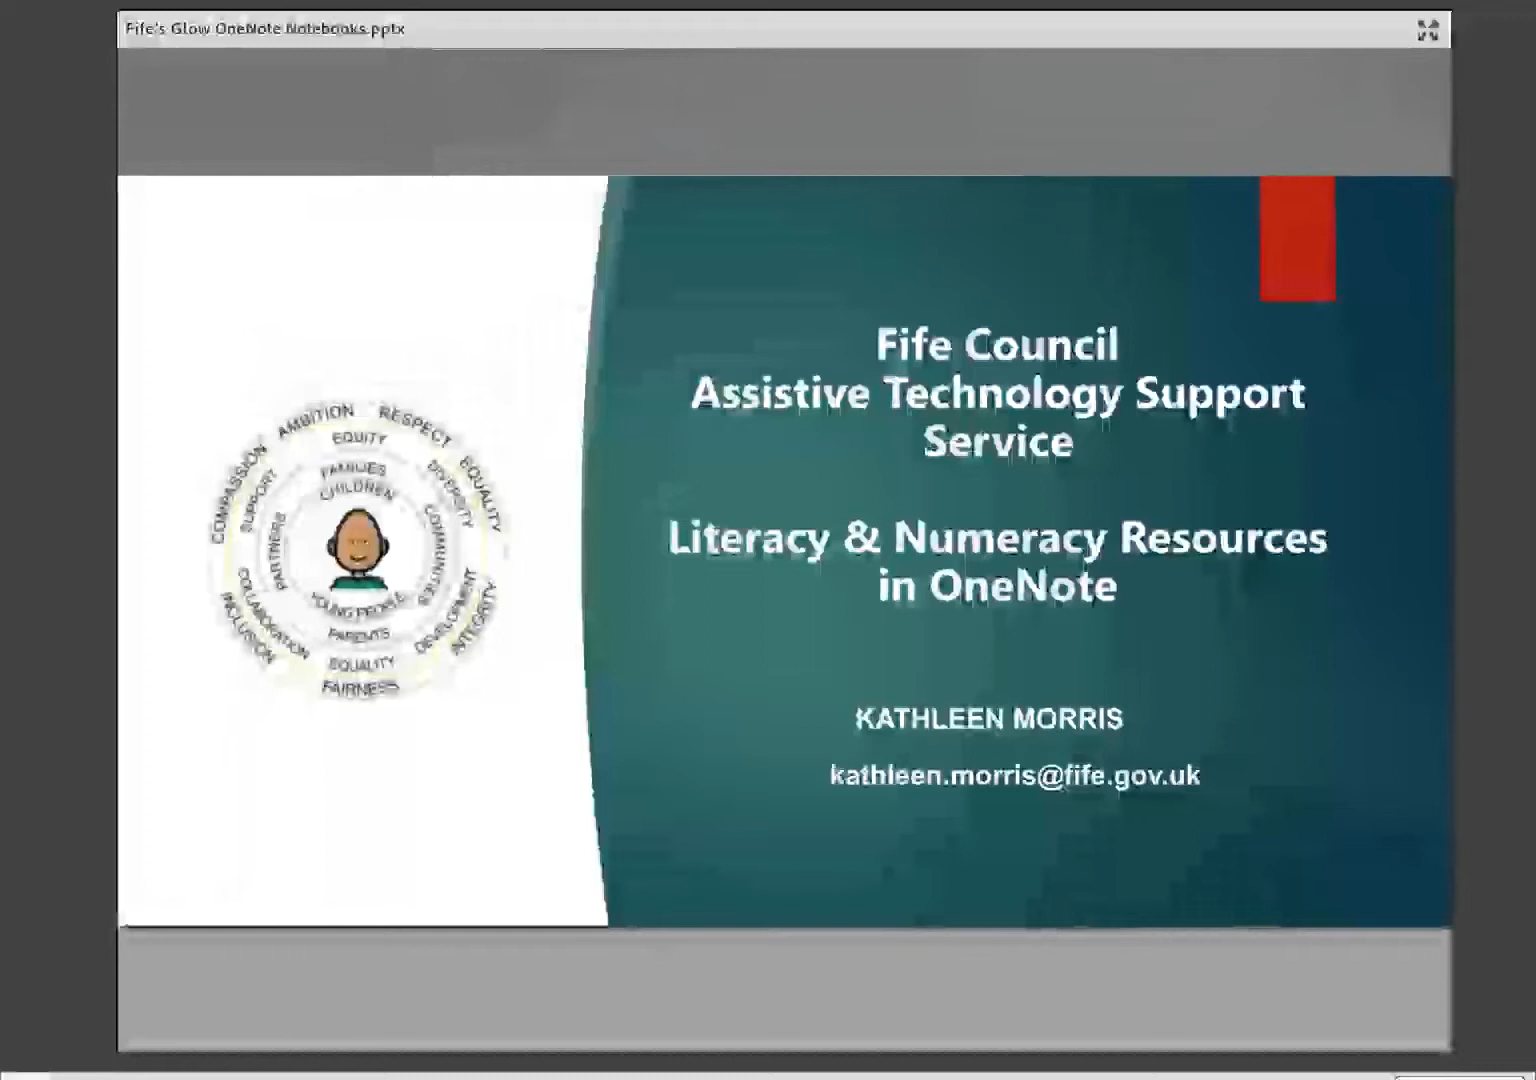 Fife's Glow OneNote Notebooks.pptx
Fife Council
Assistive Technology Support
Service
Literacy & Numeracy Resources
in OneNote
KATHLEEN MORRIS
kathleen.morris@fife.gov.uk
COMPASSION
AMBITION
RESPECT
EQUALITY
INTEGRITY
FAIRNESS
INCLUSION
SUPPORT
EQUITY
DIVERSITY
DEVELOPMENT
EQUALITY
COLLABORATION
PARTNERS
FAMILIES
COMMUNITIES
PARENTS
CHILDREN
YOUNG PEOPLE